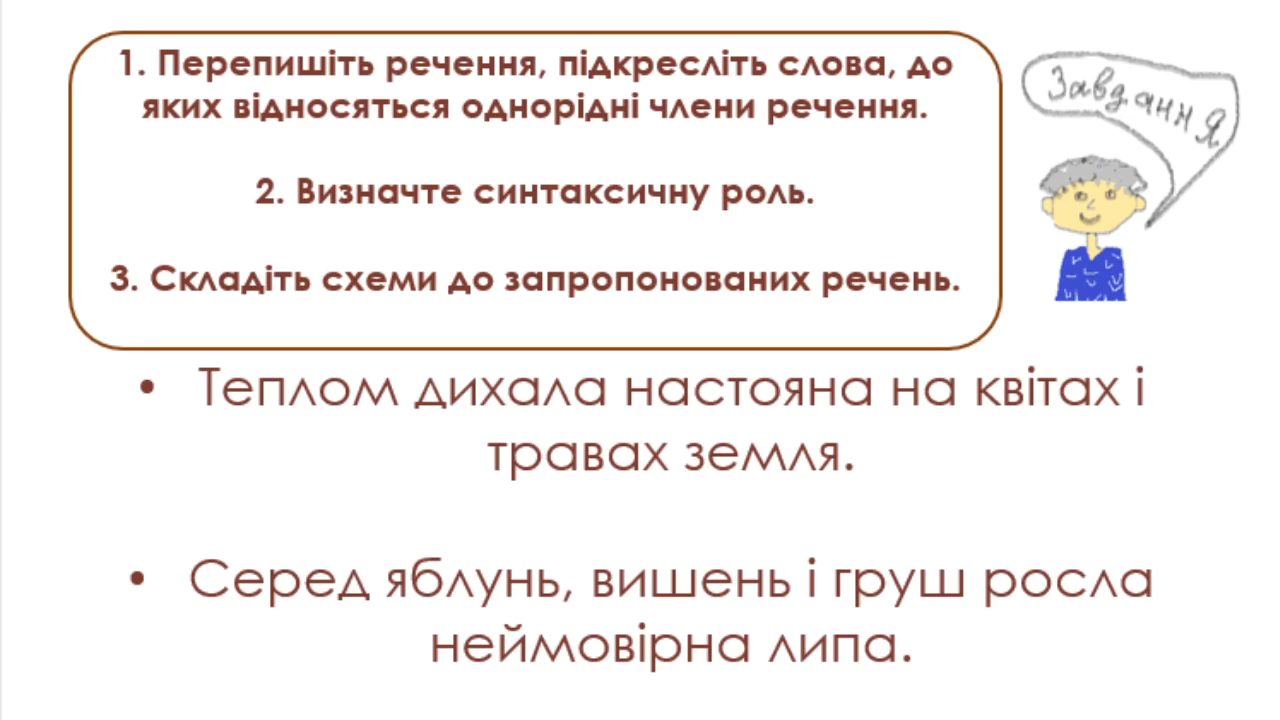 1. Перепишіть речення, підкресліть слова, до
яких відносяться однорідні члени речення.
2. Визначте синтаксичну роль.
3. Складіть схеми до запропонованих речень.
Завдання
• Теплом дихала настояна на квітах і
травах земля.
• Серед яблунь, вишень і груш росла
неймовірна липа.